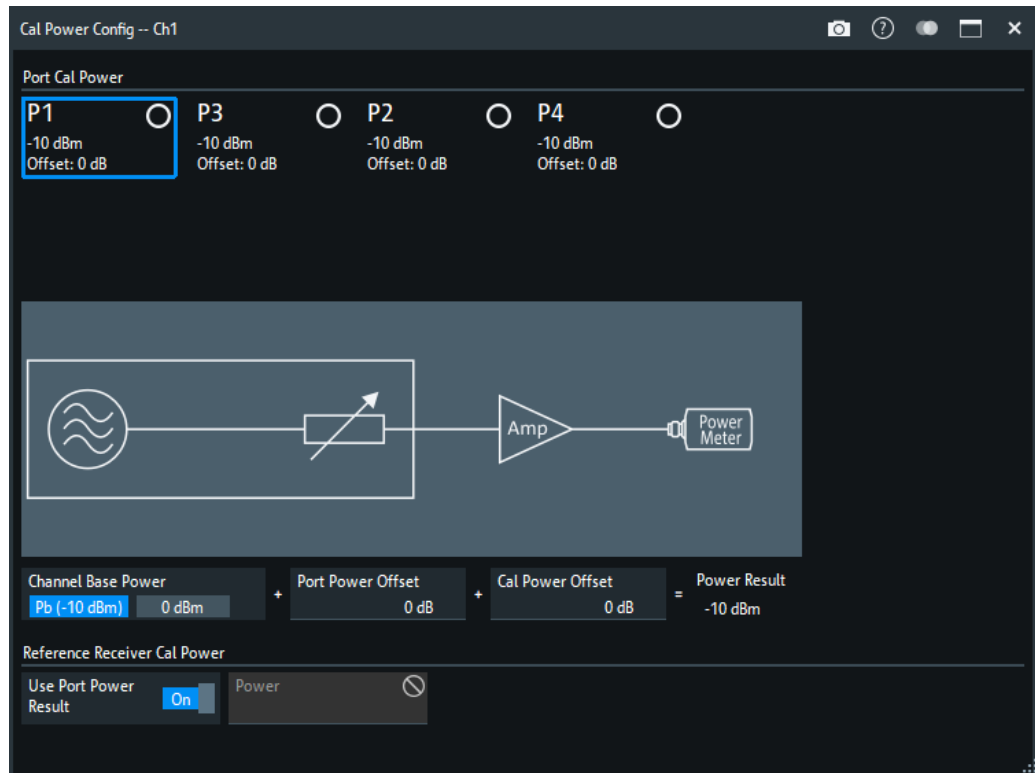 Cal Power Config -- Ch1
Port Cal Power
P1
-10 dBm
Offset: 0 dB
P3
-10 dBm
Offset: 0 dB
P2
-10 dBm
Offset: 0 dB
P4
-10 dBm
Offset: 0 dB
Amp
Power
Meter
Channel Base Power
Pb (-10 dBm) 0 dBm
+
Port Power Offset
0 dB
+
Cal Power Offset
0 dB
=
Power Result
-10 dBm
Reference Receiver Cal Power
Use Port Power
Result
On
Power